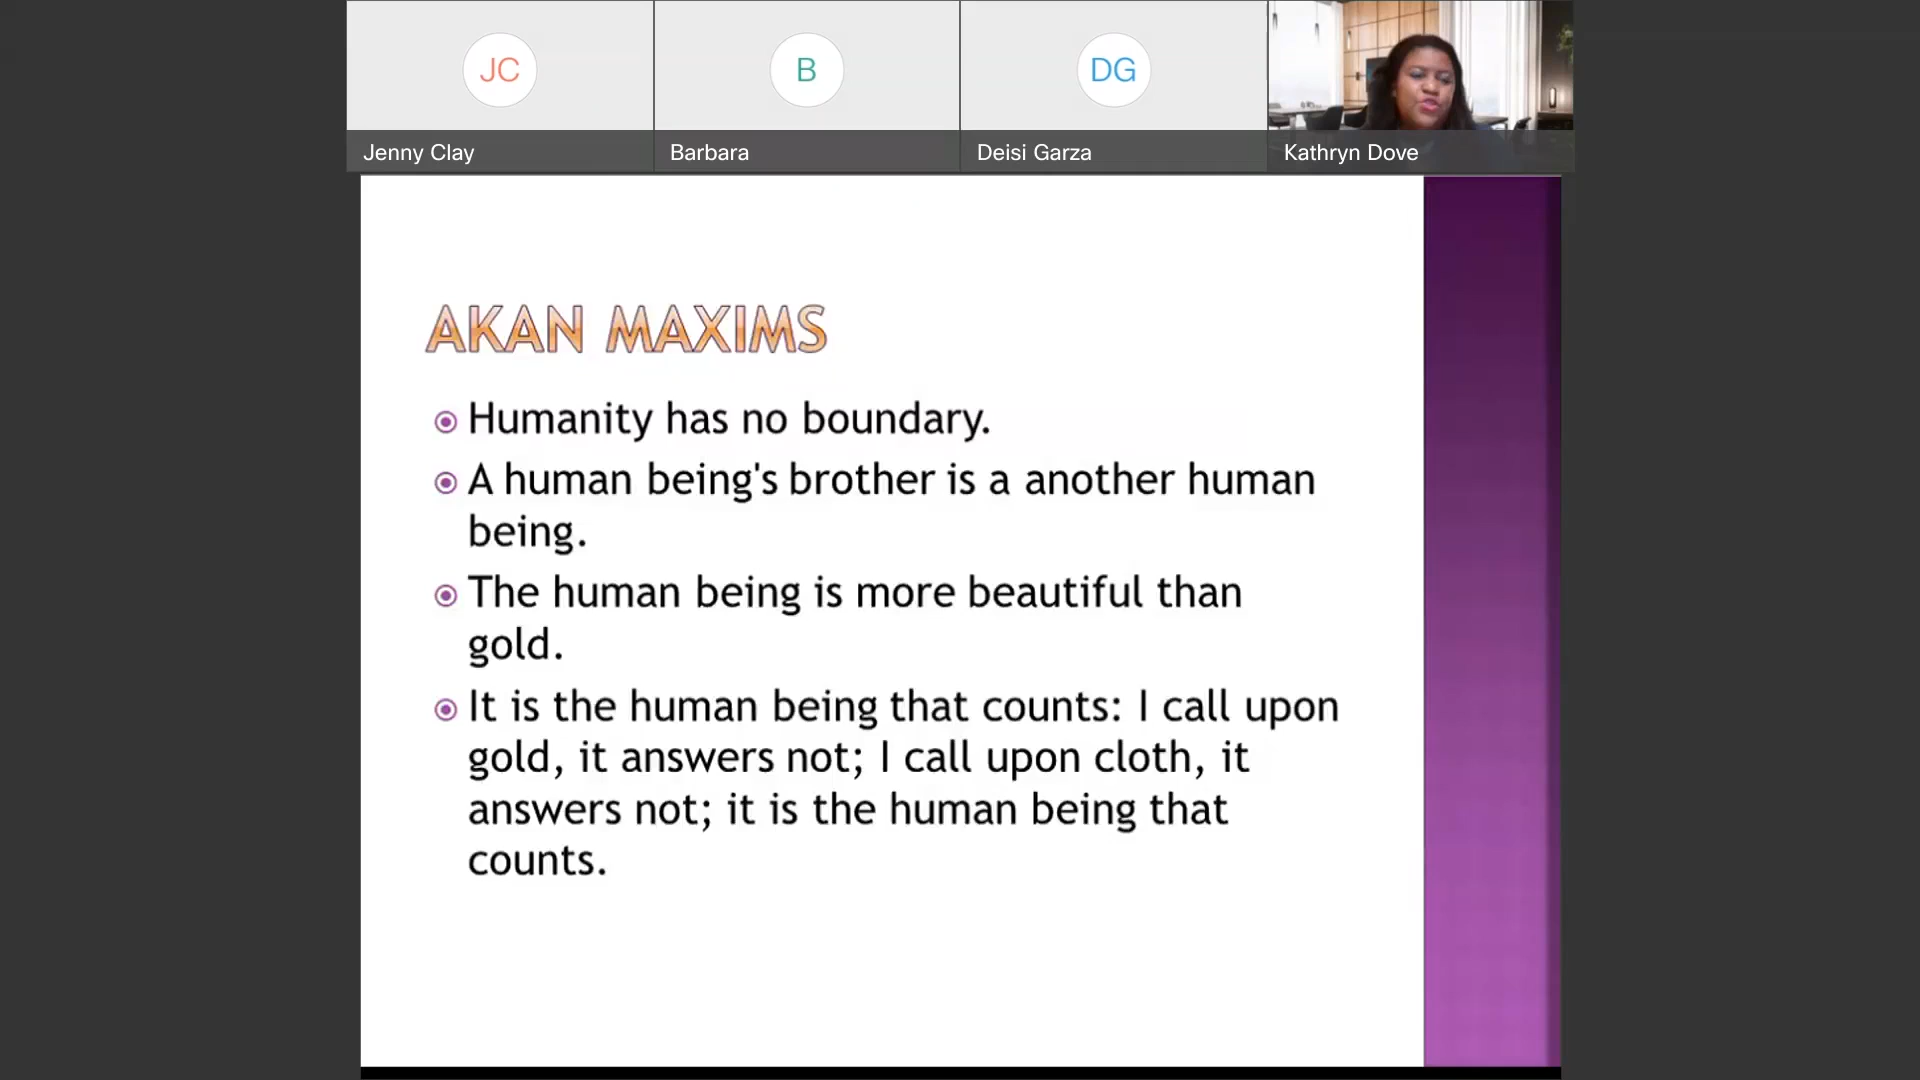 JC
B
DG
Jenny Clay
Barbara
Deisi Garza
Kathryn Dove
AKAN MAXIMS
Humanity has no boundary.
A human being's brother is a another human
being.
The human being is more beautiful than
gold.
It is the human being that counts: I call upon
gold, it answers not; I call upon cloth, it
answers not; it is the human being that
counts.